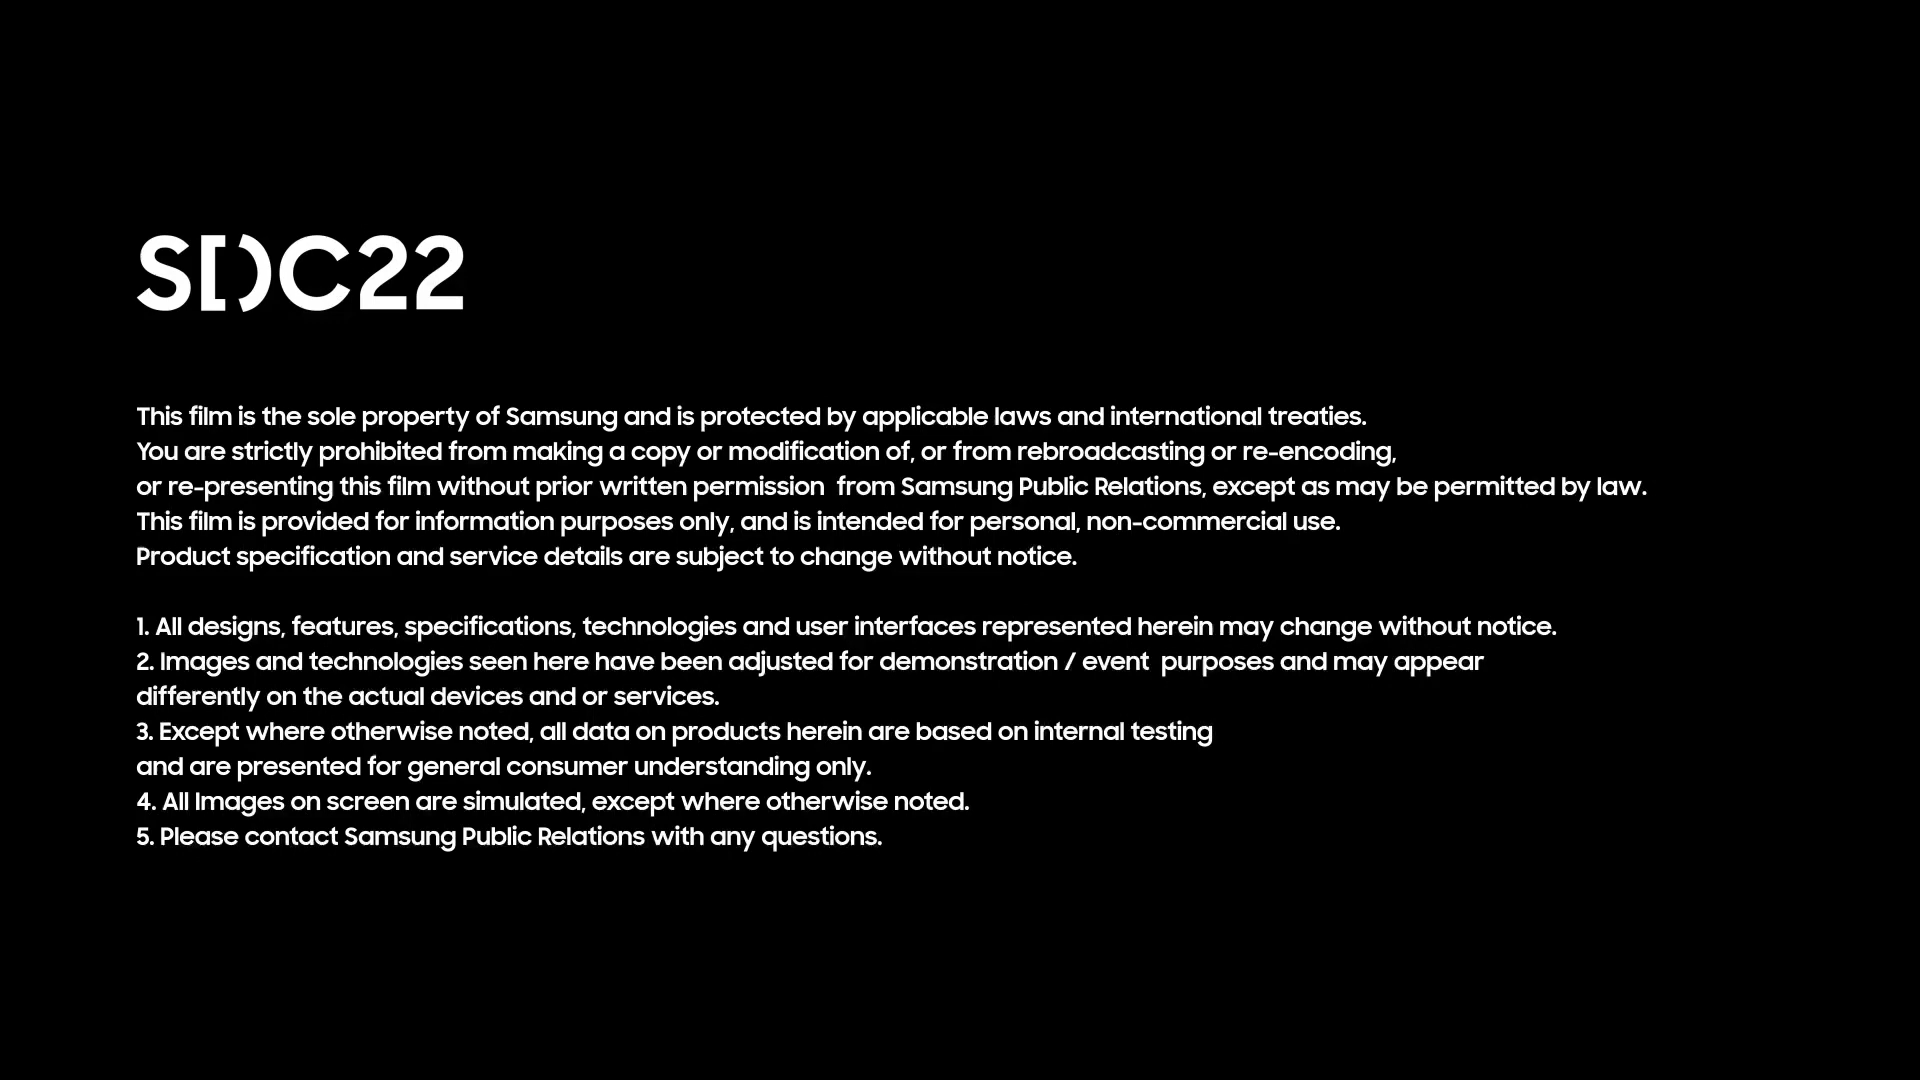 SDC22
This film is the sole property of Samsung and is protected by applicable laws and international treaties.
You are strictly prohibited from making a copy or modification of, or from rebroadcasting or re-encoding,
or re-presenting this film without prior written permission  from Samsung Public Relations, except as may be permitted by law.
This film is provided for information purposes only, and is intended for personal, non-commercial use.
Product specification and service details are subject to change without notice.
1. All designs, features, specifications, technologies and user interfaces represented herein may change without notice.
2. Images and technologies seen here have been adjusted for demonstration / event  purposes and may appear
differently on the actual devices and or services.
3. Except where otherwise noted, all data on products herein are based on internal testing
and are presented for general consumer understanding only.
4. All Images on screen are simulated, except where otherwise noted.
5. Please contact Samsung Public Relations with any questions.